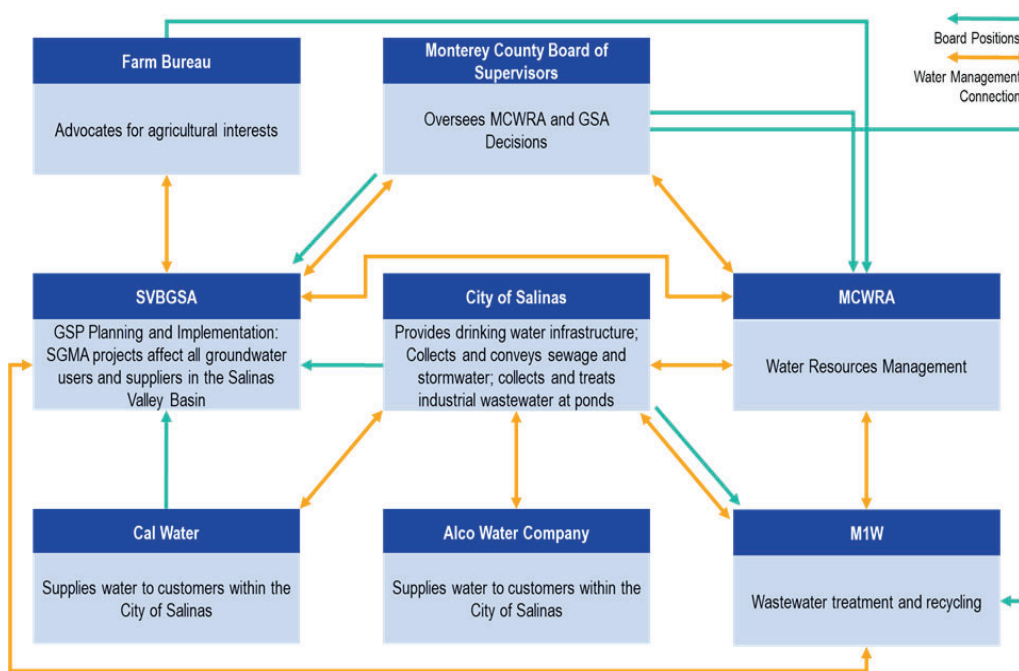 Board Positions
Water Management
Connection
Farm Bureau
Advocates for agricultural interests
Monterey County Board of
Supervisors
Oversees MCWRA and GSA
Decisions
SVBGSA
GSP Planning and Implementation:
SGMA projects affect all groundwater
users and suppliers in the Salinas
Valley Basin
City of Salinas
Provides drinking water infrastructure;
Collects and conveys sewage and
stormwater; collects and treats
industrial wastewater at ponds
MCWRA
Water Resources Management
Cal Water
Supplies water to customers within the
City of Salinas
Alco Water Company
Supplies water to customers within the
City of Salinas
M1W
Wastewater treatment and recycling